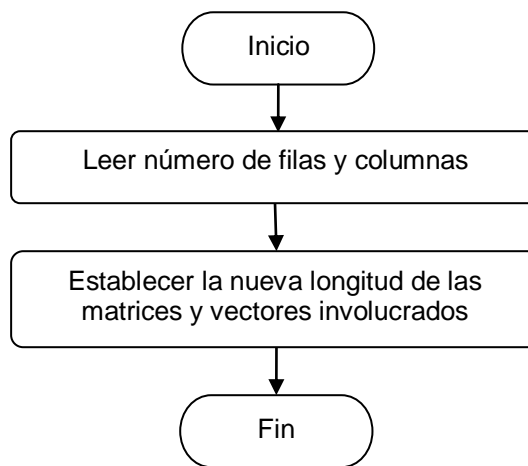 Inicio
Leer número de filas y columnas
Establecer la nueva longitud de las
matrices y vectores involucrados
Fin